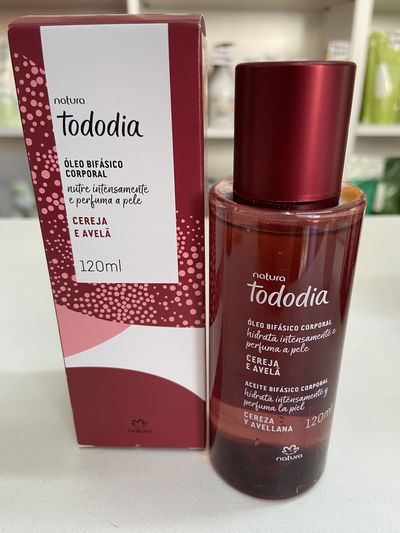 natura
tododia
ÓLEO BIFÁSICO
CORPORAL
nutre intensamente
e perfuma a pele
CEREJA
E AVELÃ
120ml
natura
natura
tododia
ÓLEO BIFÁSICO CORPORAL
hidrata intensamente e
perfuma a pele
CEREJA
E AVELÃ
ACEITE BIFÁSICO CORPORAL
hidrata intensamente y
perfuma la piel
CEREZA
Y AVELLANA
120ml
natura